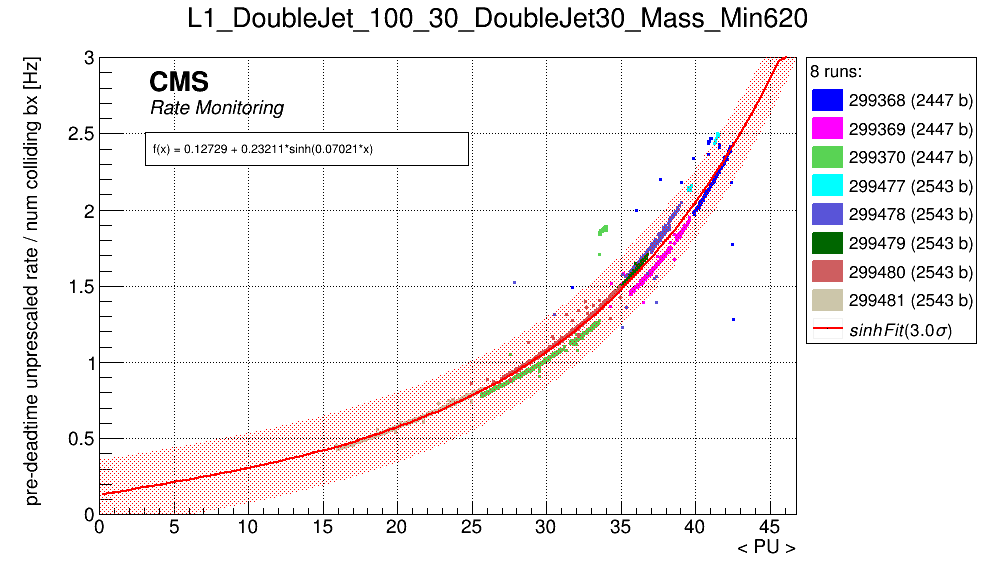 L1_DoubleJet_100_30_DoubleJet30_Mass_Min620
pre-deadtime unprescaled rate / num colliding bx [Hz]
3
2.5
2
1.5
1
0.5
0
CMS
Rate Monitoring
f(x) = 0.12729 + 0.23211*sinh(0.07021*x)
0 5 10 15 20 25 30 35 40 45
< PU >
8 runs:
299368 (2447 b)
299369 (2447 b)
299370 (2447 b)
299477 (2543 b)
299478 (2543 b)
299479 (2543 b)
299480 (2543 b)
299481 (2543 b)
sinhFit(3.0σ)